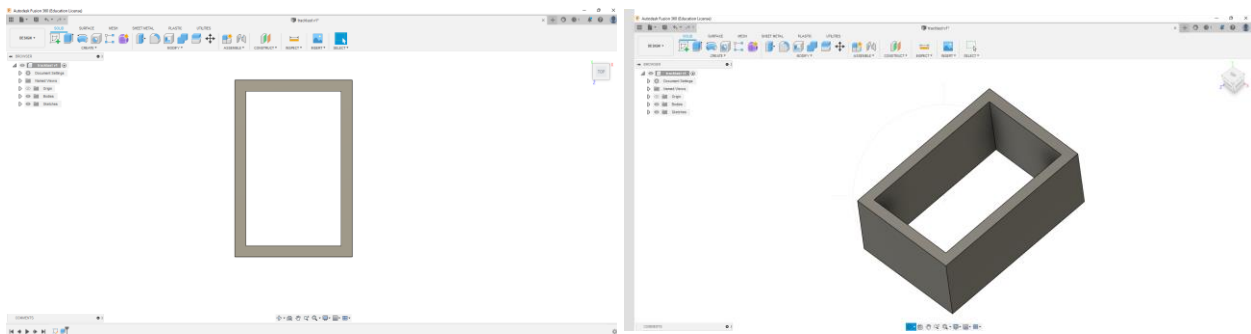 Autodesk Fusion 360 (Education License)
DESIGN
SOLID
SURFACE
MESH
SHEET METAL
PLASTIC
UTILITIES
CREATE
MODIFY
ASSEMBLE
CONSTRUCT
INSPECT
INSERT
SELECT
BROWSER
Document Settings
Named Views
Origin
Bodies
Sketches
TOP
COMMENTS
Autodesk Fusion 360 (Education License)
DESIGN
SOLID
SURFACE
MESH
SHEET METAL
PLASTIC
UTILITIES
CREATE
MODIFY
ASSEMBLE
CONSTRUCT
INSPECT
INSERT
SELECT
BROWSER
Document Settings
Named Views
Origin
Bodies
Sketches
COMMENTS